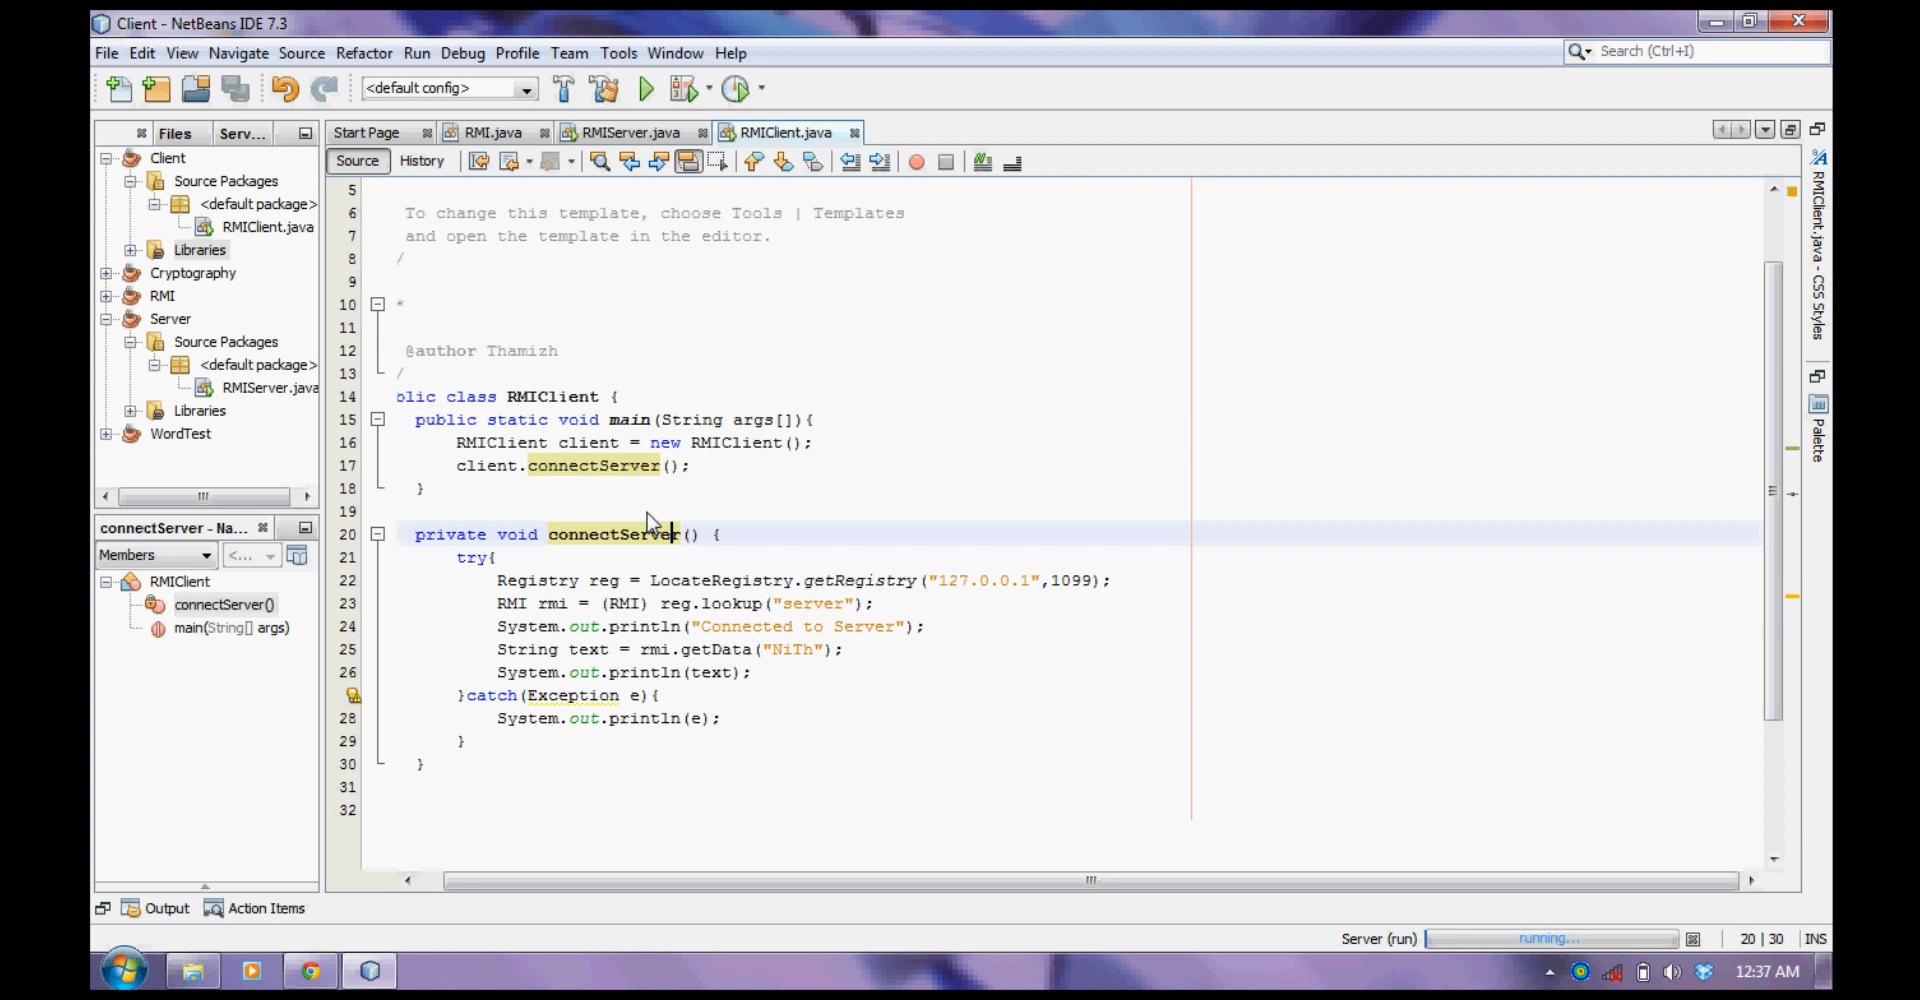 Client - NetBeans IDE 7.3
File Edit View Navigate Source Refactor Run Debug Profile Team Tools Window Help
Search (Ctrl+I)
<default config>
Files Serv...
Start Page RMI.java RMIServer.java RMIClient.java
Source History
Client
Source Packages
<default package>
RMIClient.java
Libraries
Cryptography
RMI
Server
Source Packages
<default package>
RMIServer.java
Libraries
WordTest
connectServer - Na...
Members <...
RMIClient
connectServer()
main(String[] args)
5
6 To change this template, choose Tools | Templates
7 and open the template in the editor.
8 /
9
10 *
11
12 @author Thamizh
13 /
14 olic class RMIClient {
15 public static void main(String args[]){
16 RMIClient client = new RMIClient();
17 client.connectServer();
18 }
19
20 private void connectServer() {
21 try{
22 Registry reg = LocateRegistry.getRegistry("127.0.0.1",1099);
23 RMI rmi = (RMI) reg.lookup("server");
24 System.out.println("Connected to Server");
25 String text = rmi.getData("NiTh");
26 System.out.println(text);
}catch(Exception e){
28 System.out.println(e);
29 }
30 }
31
32
RMIClient.java - CSS Styles
Palette
Output Action Items
Server (run) running... 20 | 30 INS
12:37 AM